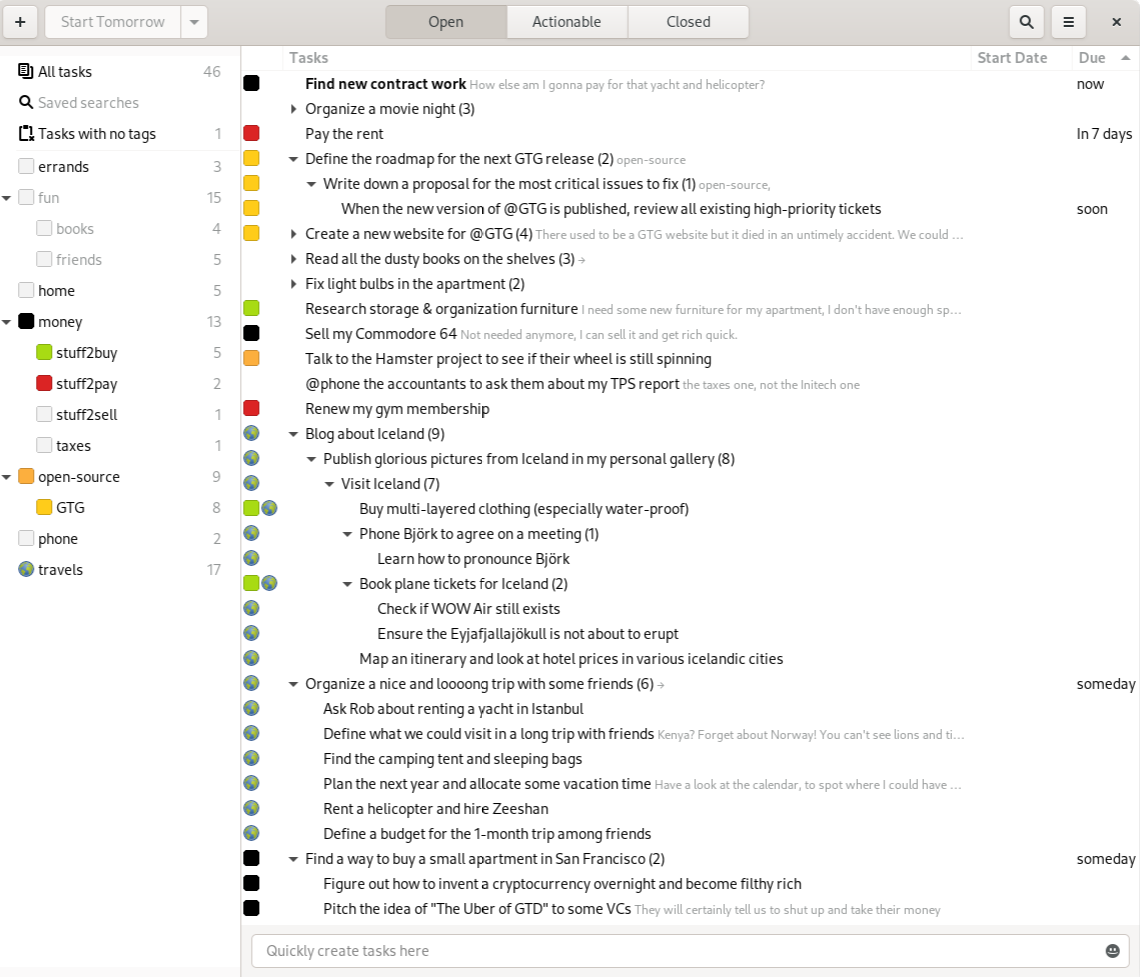 + Start Tomorrow Open Actionable Closed
All tasks 46
Saved searches
Tasks with no tags 1
errands 3
fun 15
books 4
friends 5
home 5
money 13
stuff2buy 5
stuff2pay 2
stuff2sell 1
taxes 1
open-source 9
GTG 8
phone 2
travels 17
Tasks Start Date Due
Find new contract work How else am I gonna pay for that yacht and helicopter? now
Organize a movie night (3)
Pay the rent In 7 days
Define the roadmap for the next GTG release (2) open-source
Write down a proposal for the most critical issues to fix (1) open-source,
When the new version of @GTG is published, review all existing high-priority tickets soon
Create a new website for @GTG (4) There used to be a GTG website but it died in an untimely accident. We could …
Read all the dusty books on the shelves (3) →
Fix light bulbs in the apartment (2)
Research storage & organization furniture I need some new furniture for my apartment, I don't have enough sp…
Sell my Commodore 64 Not needed anymore, I can sell it and get rich quick.
Talk to the Hamster project to see if their wheel is still spinning
@phone the accountants to ask them about my TPS report the taxes one, not the Initech one
Renew my gym membership
Blog about Iceland (9)
Publish glorious pictures from Iceland in my personal gallery (8)
Visit Iceland (7)
Buy multi-layered clothing (especially water-proof)
Phone Björk to agree on a meeting (1)
Learn how to pronounce Björk
Book plane tickets for Iceland (2)
Check if WOW Air still exists
Ensure the Eyjafjallajökull is not about to erupt
Map an itinerary and look at hotel prices in various icelandic cities
Organize a nice and loooong trip with some friends (6) → someday
Ask Rob about renting a yacht in Istanbul
Define what we could visit in a long trip with friends Kenya? Forget about Norway! You can't see lions and ti…
Find the camping tent and sleeping bags
Plan the next year and allocate some vacation time Have a look at the calendar, to spot where I could have …
Rent a helicopter and hire Zeeshan
Define a budget for the 1-month trip among friends
Find a way to buy a small apartment in San Francisco (2) someday
Figure out how to invent a cryptocurrency overnight and become filthy rich
Pitch the idea of "The Uber of GTD" to some VCs They will certainly tell us to shut up and take their money
Quickly create tasks here